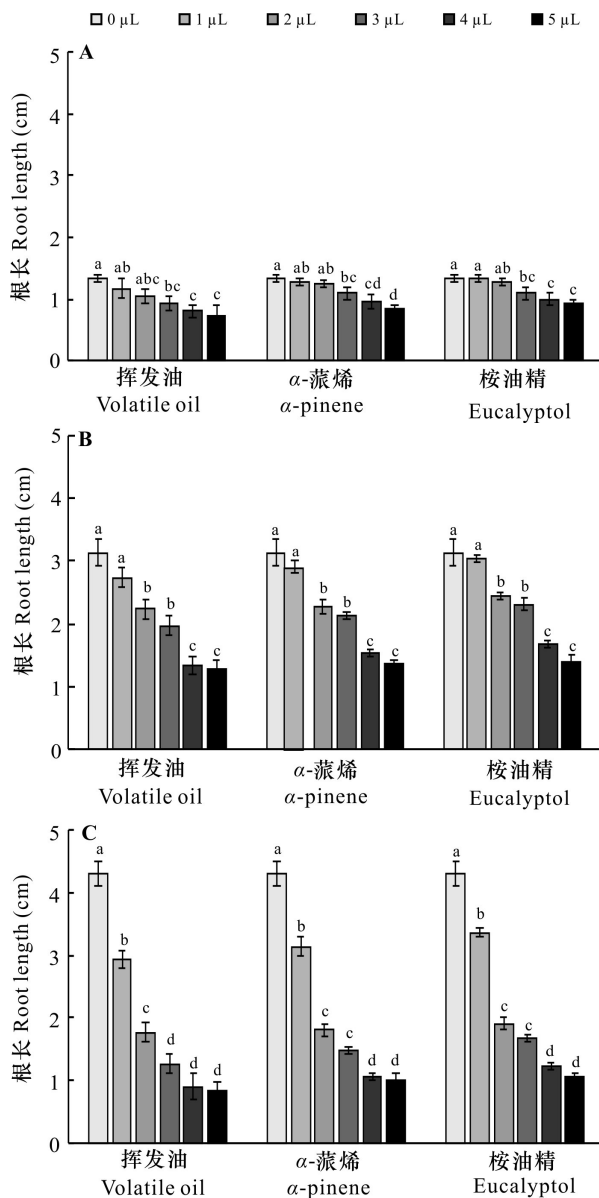 0 μL 1 μL 2 μL 3 μL 4 μL 5 μL
A
根长 Root length (cm)
5
4
3
2
1
0
a ab abc bc c c
a ab ab bc cd d
a a ab bc c c
挥发油 α-蒎烯 桉油精
Volatile oil α-pinene Eucalyptol
B
根长 Root length (cm)
5
4
3
2
1
0
a a b b c c
a a b b c c
a a b b c c
挥发油 α-蒎烯 桉油精
Volatile oil α-pinene Eucalyptol
C
根长 Root length (cm)
5
4
3
2
1
0
a b c d d d
a b c c d d
a b c c d d
挥发油 α-蒎烯 桉油精
Volatile oil α-pinene Eucalyptol